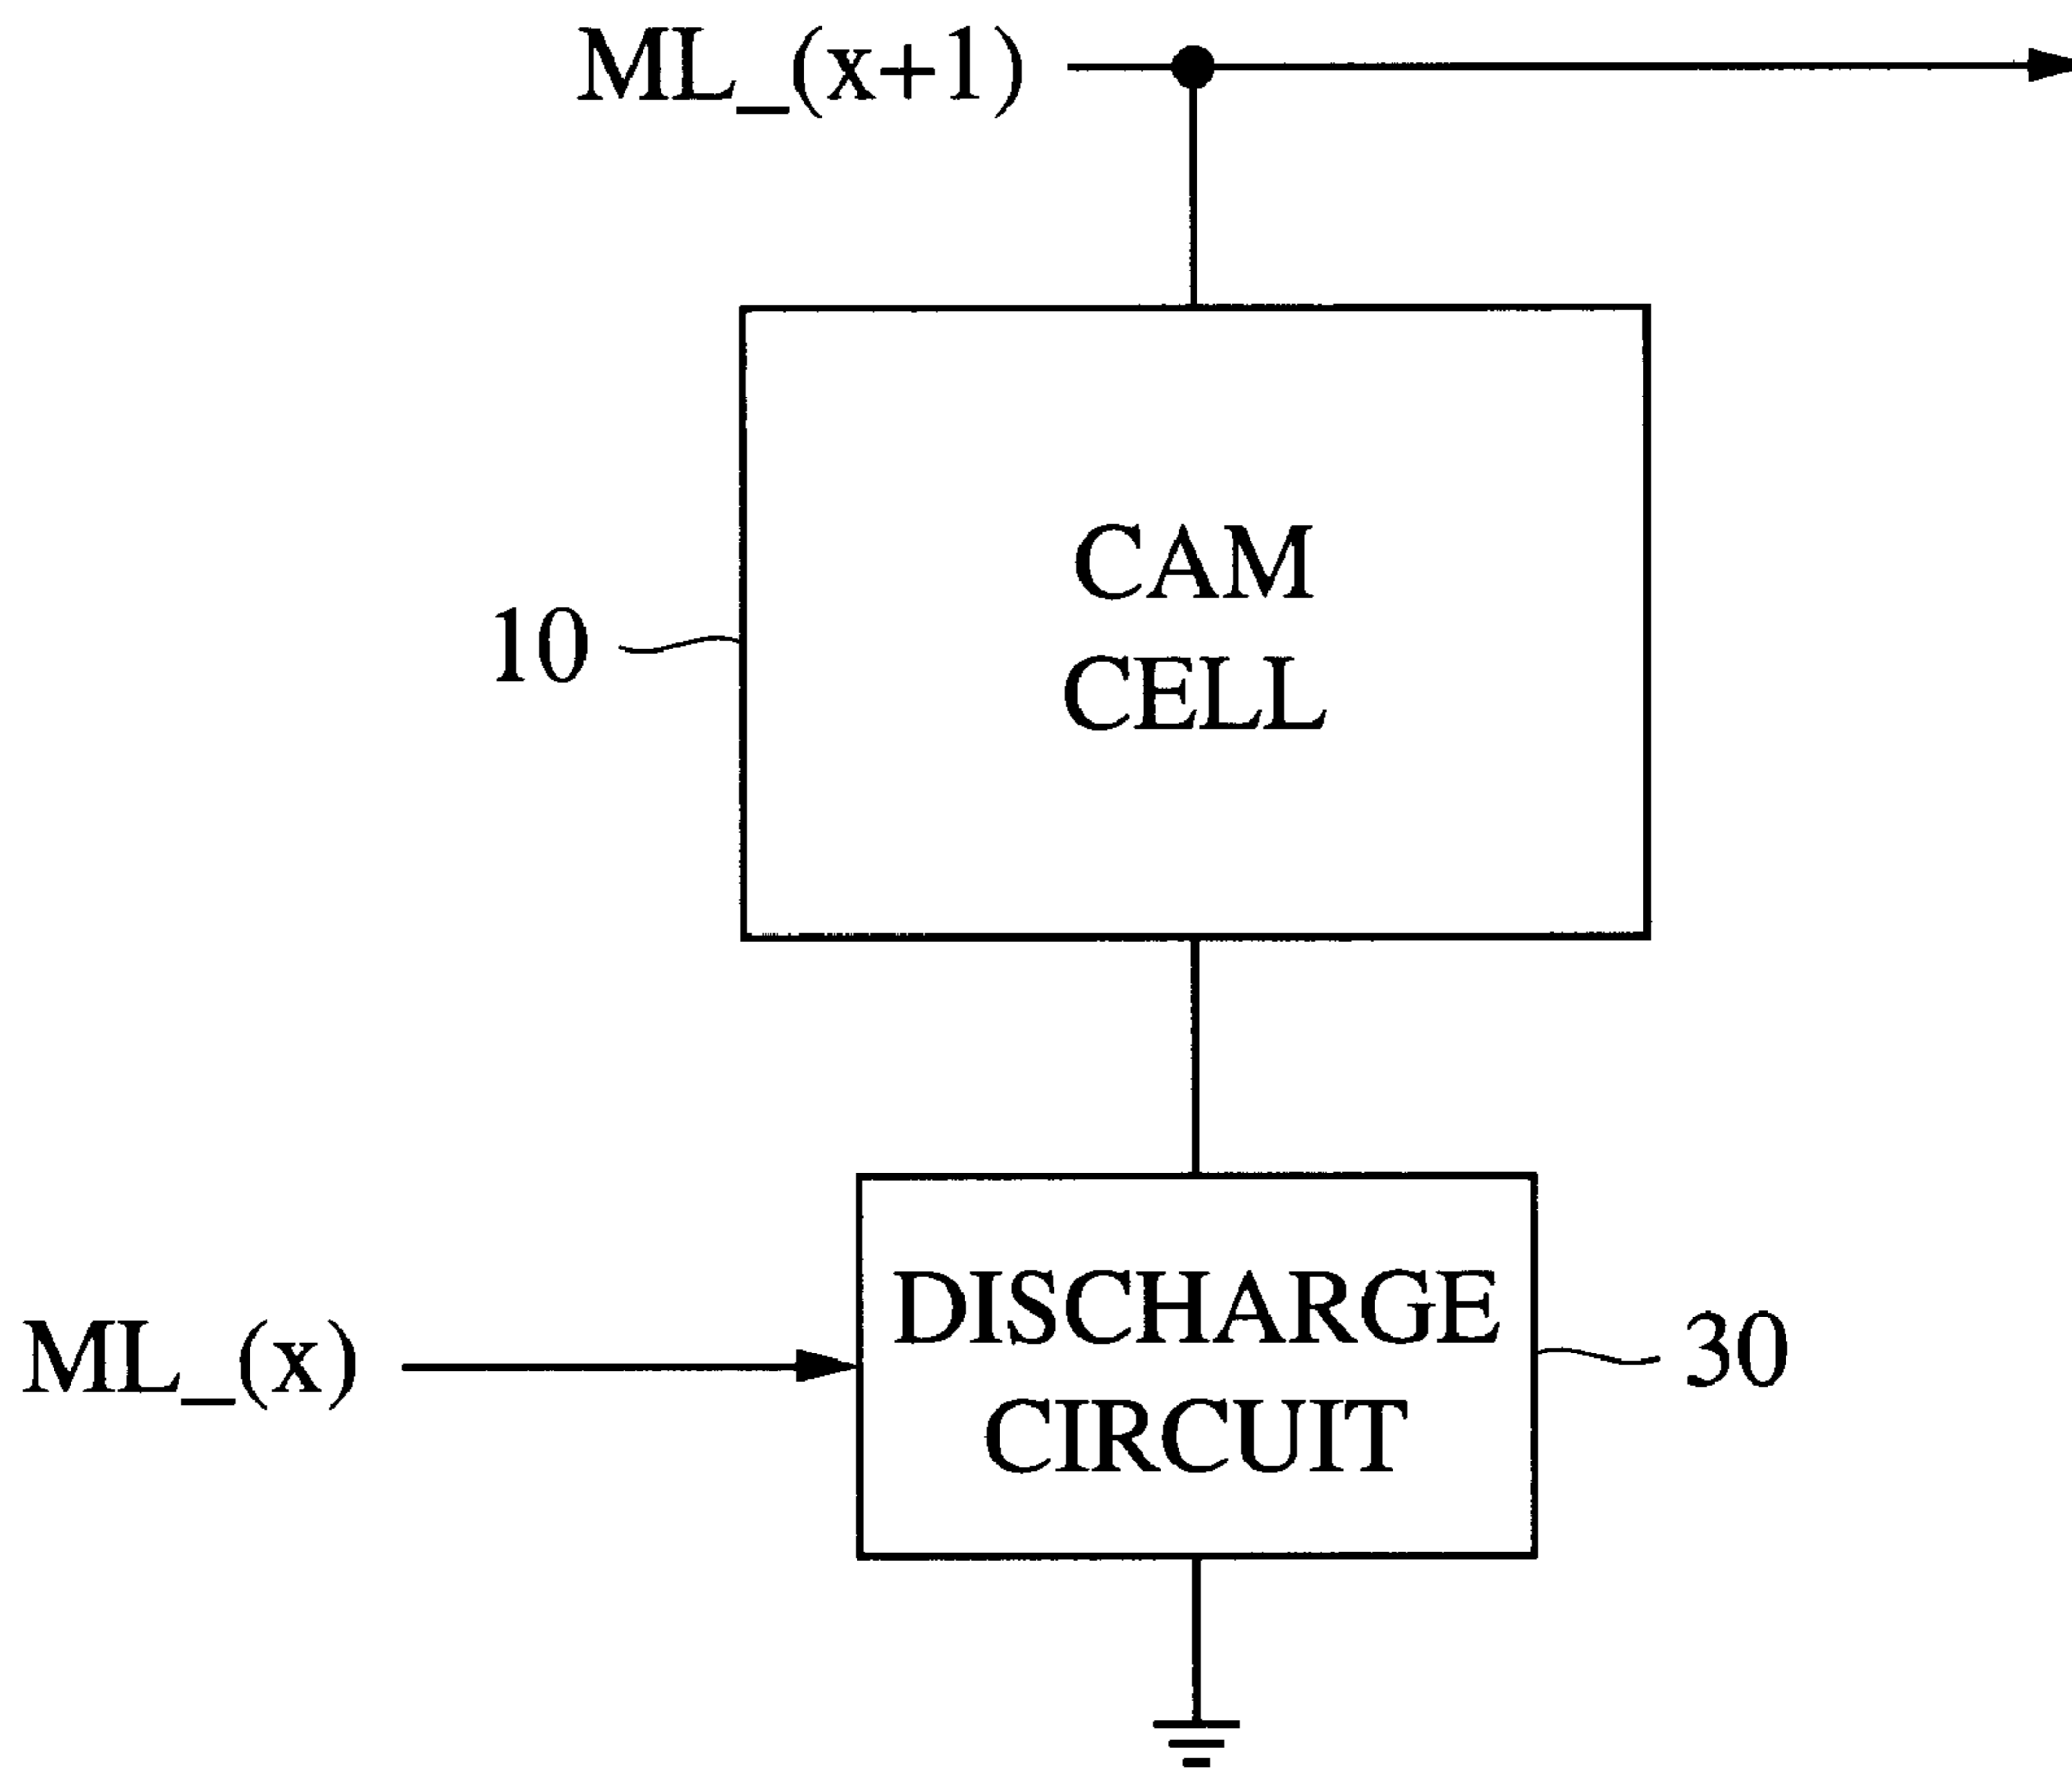 ML_(x+1)
CAM
CELL
10
DISCHARGE
CIRCUIT
ML_(x)
30